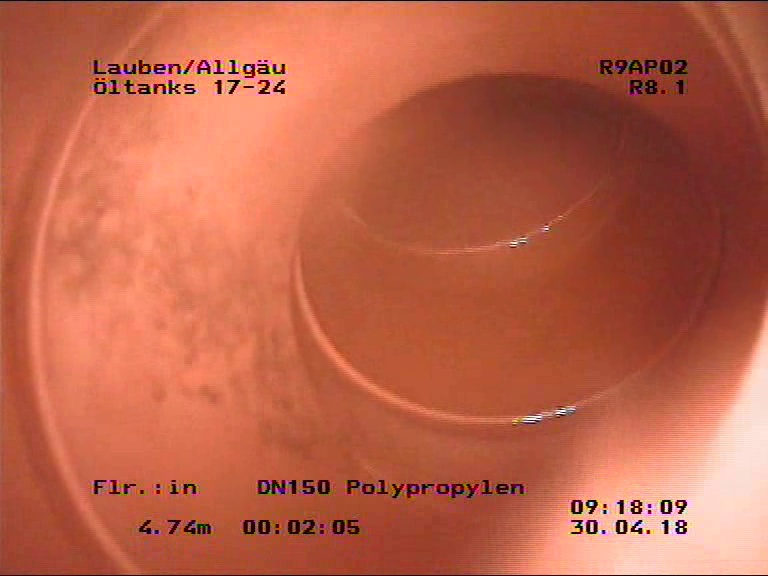 Lauben/Allgäu R9AP02
Öltanks 17-24 R8.1
Flr.:in DN150 Polypropylen
09:18:09
4.74m 00:02:05 30.04.18